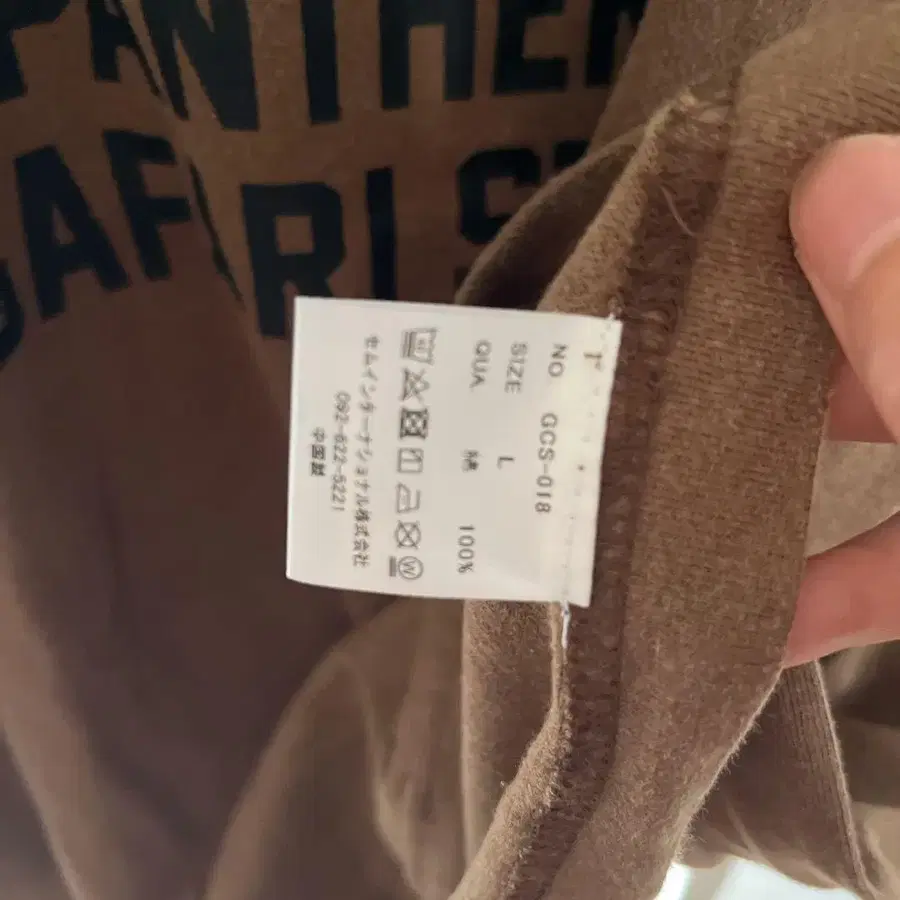 PANTHER
SAFARI S
NO. GCS-018
SIZE L
QUA. 綿 100%
セムインターナショナル株式会社
092-622-5221
中国製